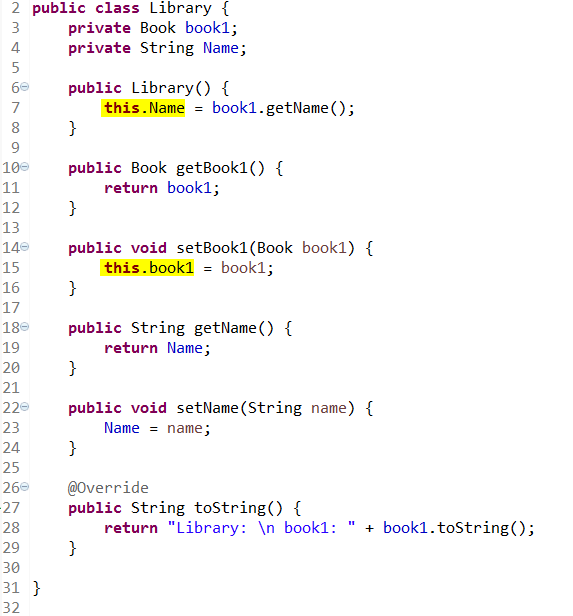 2 public class Library {
3     private Book book1;
4     private String Name;
5
6     public Library() {
7         this.Name = book1.getName();
8     }
9
10     public Book getBook1() {
11         return book1;
12     }
13
14     public void setBook1(Book book1) {
15         this.book1 = book1;
16     }
17
18     public String getName() {
19         return Name;
20     }
21
22     public void setName(String name) {
23         Name = name;
24     }
25
26     @Override
27     public String toString() {
28         return "Library: \n book1: " + book1.toString();
29     }
30
31 }
32